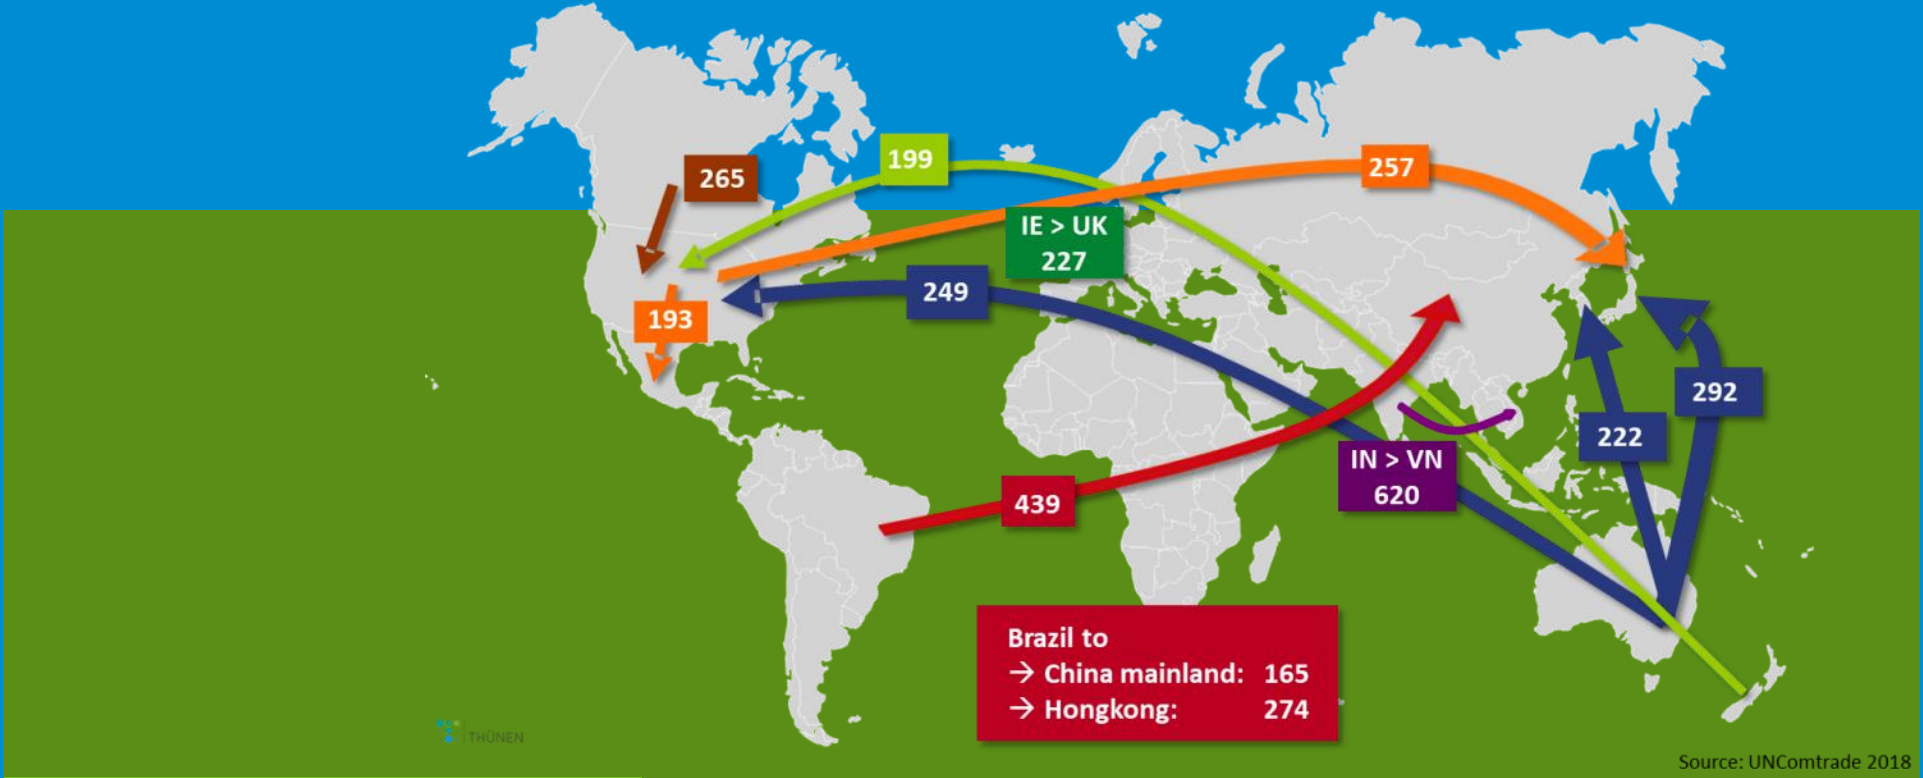 199
257
265
IE > UK
227
249
193
292
222
IN > VN
620
439
Brazil to
→ China mainland: 165
→ Hongkong: 274
THÜNEN
Source: UNComtrade 2018